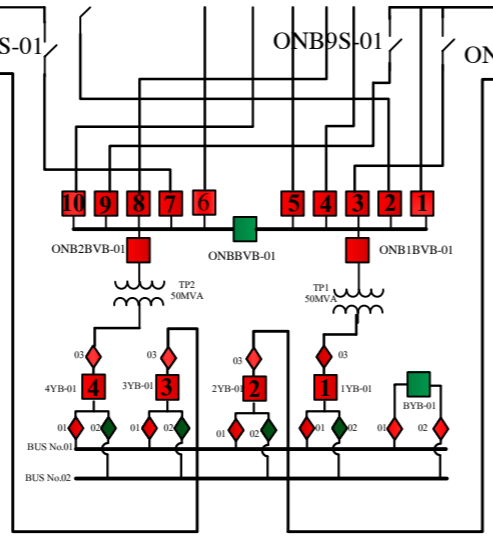 S-01
ONB9S-01
ON
10 9 8 7 6 5 4 3 2 1
ONB2BVB-01
ONBBVB-01
ONB1BVB-01
TP2
50MVA
TP1
50MVA
03 03 03 03
4YB-01 4 3YB-01 3 2YB-01 2 1 1YB-01
BYB-01
01 02 01 02 01 02 01 02 01 02
BUS No.01
BUS No.02